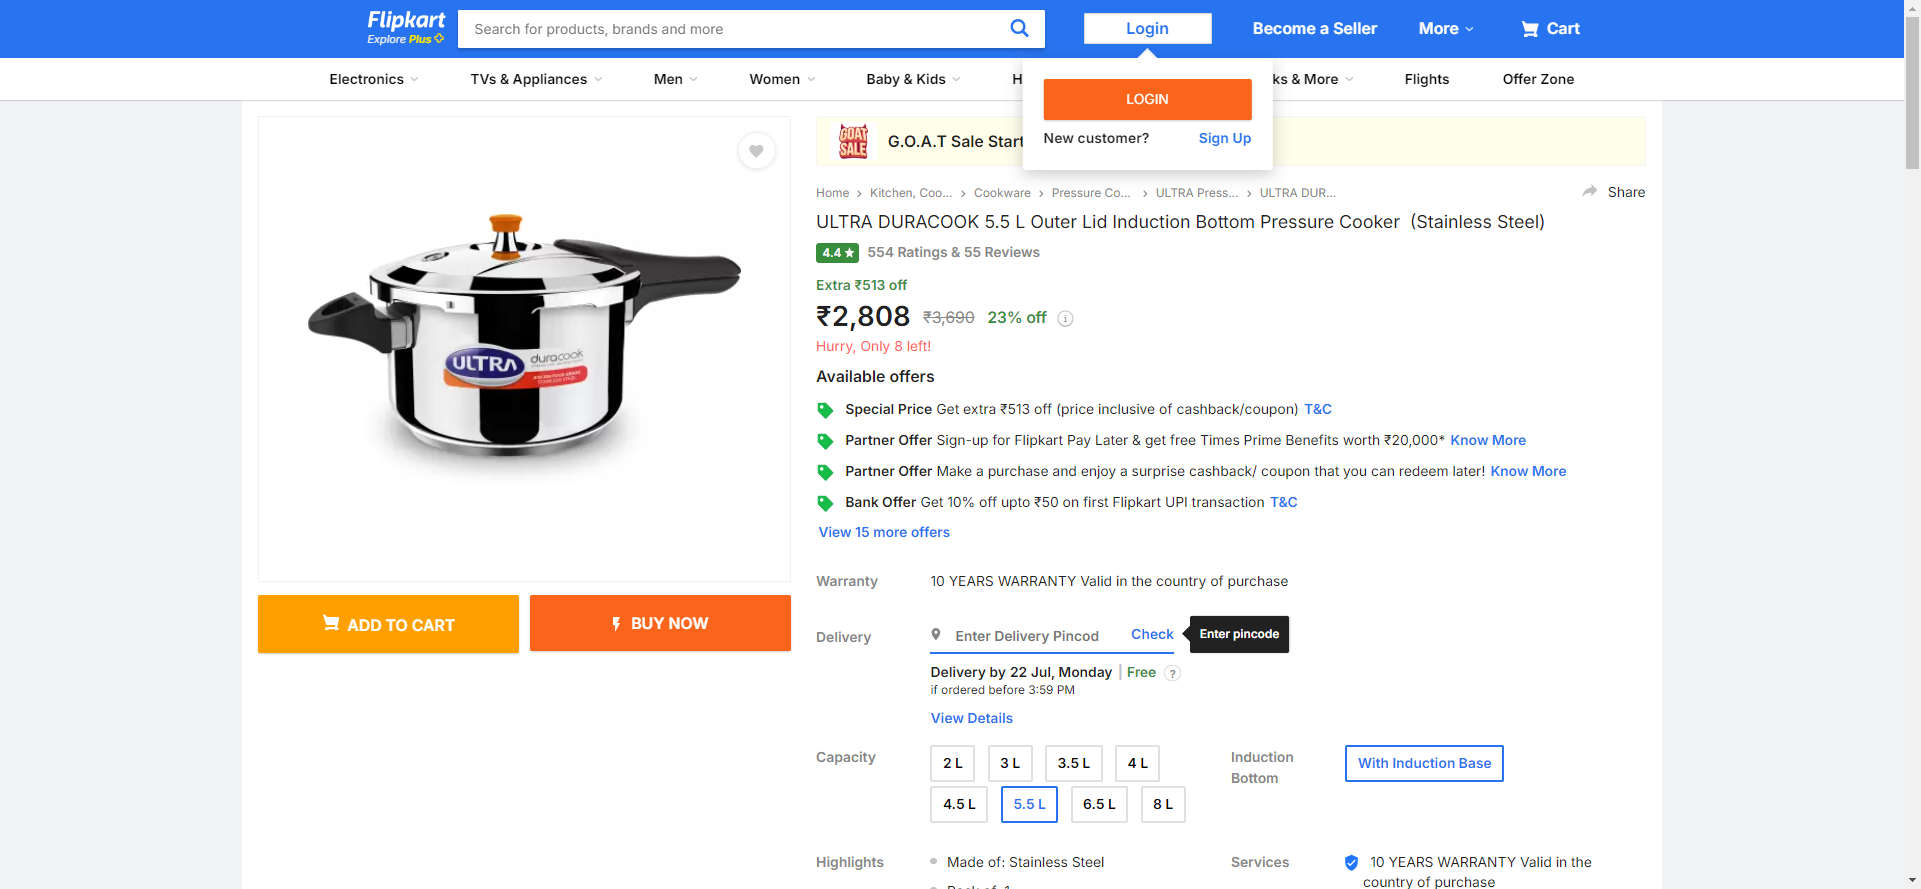 Flipkart
Explore Plus
Search for products, brands and more
Login
Become a Seller
More
Cart
Electronics
TVs & Appliances
Men
Women
Baby & Kids
H
ks & More
Flights
Offer Zone
LOGIN
New customer?
Sign Up
GOAT
SALE
G.O.A.T Sale Start
Home
Kitchen, Coo...
Cookware
Pressure Co...
ULTRA Press...
ULTRA DUR...
Share
ULTRA DURACOOK 5.5 L Outer Lid Induction Bottom Pressure Cooker (Stainless Steel)
4.4
554 Ratings & 55 Reviews
Extra ₹513 off
₹2,808 ₹3,690 23% off
Hurry, Only 8 left!
Available offers
Special Price Get extra ₹513 off (price inclusive of cashback/coupon) T&C
Partner Offer Sign-up for Flipkart Pay Later & get free Times Prime Benefits worth ₹20,000* Know More
Partner Offer Make a purchase and enjoy a surprise cashback/ coupon that you can redeem later! Know More
Bank Offer Get 10% off upto ₹50 on first Flipkart UPI transaction T&C
View 15 more offers
ULTRA
duracook
ADD TO CART
BUY NOW
Warranty
10 YEARS WARRANTY Valid in the country of purchase
Delivery
Enter Delivery Pincod
Check
Enter pincode
Delivery by 22 Jul, Monday | Free ?
if ordered before 3:59 PM
View Details
Capacity
2 L
3 L
3.5 L
4 L
4.5 L
5.5 L
6.5 L
8 L
Induction
Bottom
With Induction Base
Highlights
Made of: Stainless Steel
Services
10 YEARS WARRANTY Valid in the
country of purchase